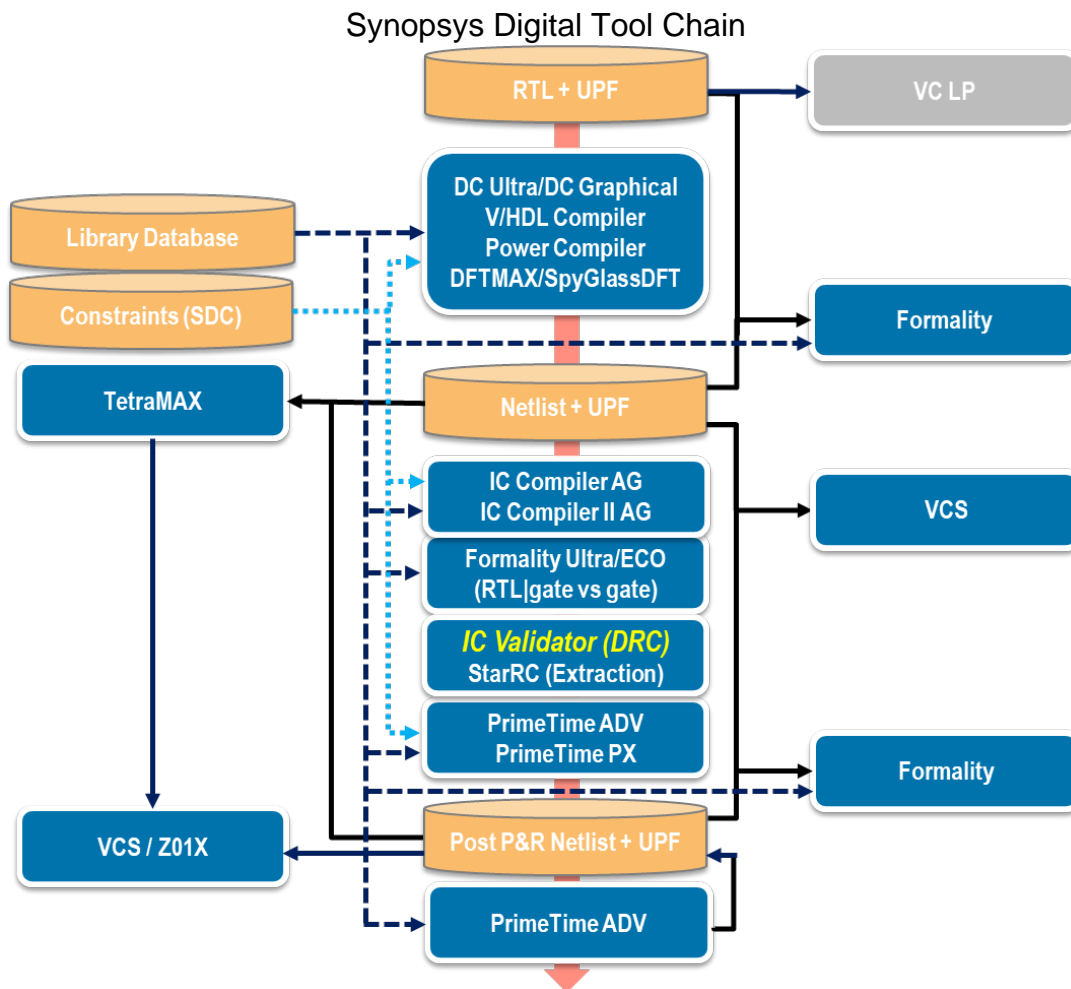 Synopsys Digital Tool Chain
RTL + UPF
VC LP
DC Ultra/DC Graphical
V/HDL Compiler
Power Compiler
DFTMAX/SpyGlassDFT
Library Database
Constraints (SDC)
Formality
TetraMAX
Netlist + UPF
IC Compiler AG
IC Compiler II AG
VCS
Formality Ultra/ECO
(RTL|gate vs gate)
IC Validator (DRC)
StarRC (Extraction)
PrimeTime ADV
PrimeTime PX
Formality
VCS / Z01X
Post P&R Netlist + UPF
PrimeTime ADV